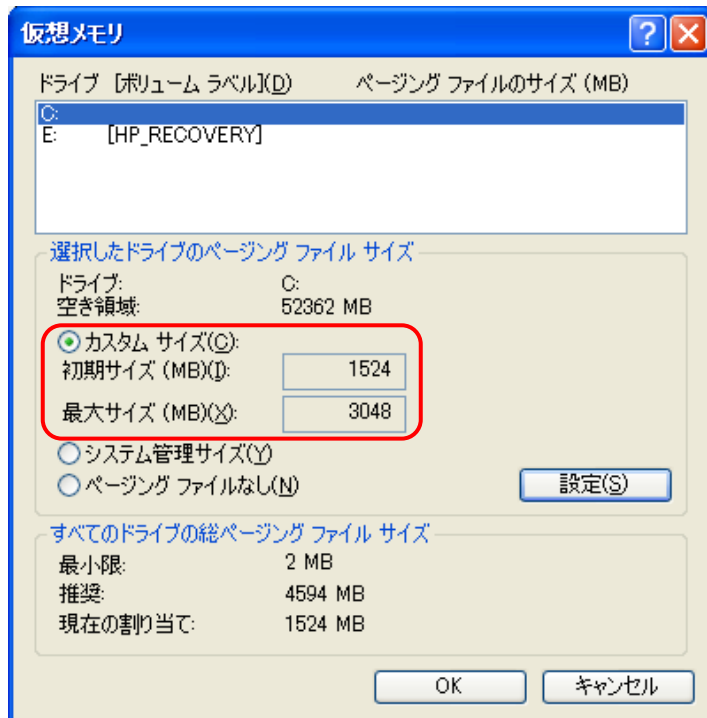 仮想メモリ
ドライブ [ボリューム ラベル](D) ページング ファイルのサイズ (MB)
C:
E: [HP_RECOVERY]
選択したドライブのページング ファイル サイズ
ドライブ: C:
空き領域: 52362 MB
カスタム サイズ(C):
初期サイズ (MB)(I): 1524
最大サイズ (MB)(X): 3048
システム管理サイズ(Y)
ページング ファイルなし(N) 設定(S)
すべてのドライブの総ページング ファイル サイズ
最小限: 2 MB
推奨: 4594 MB
現在の割り当て: 1524 MB
OK キャンセル